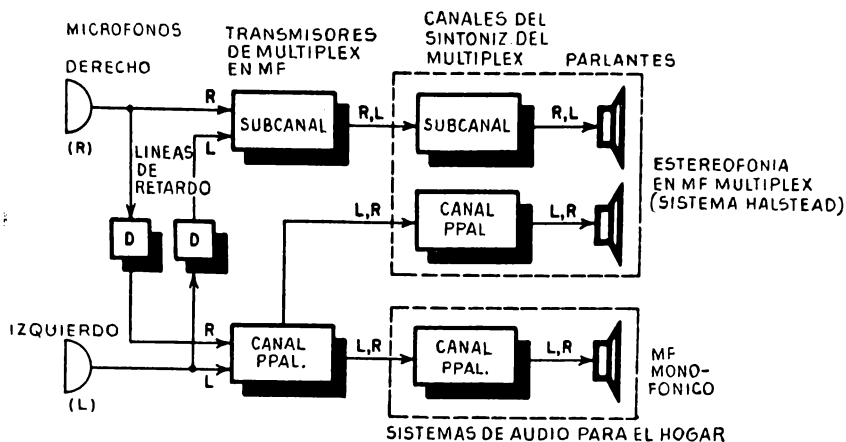 MICROFONOS
TRANSMISORES
DE MULTIPLEX
EN MF
CANALES DEL
SINTONIZ. DEL
MULTIPLEX
PARLANTES
DERECHO
(R)
R
L
SUBCANAL
R,L
SUBCANAL
R,L
LINEAS
DE
RETARDO
ESTEREOFONIA
EN MF MULTIPLEX
(SISTEMA HALSTEAD)
D
D
L,R
CANAL
PPAL
L,R
IZQUIERDO
(L)
R
L
CANAL
PPAL.
L,R
CANAL
PPAL.
L,R
MF
MONO-
FONICO
SISTEMAS DE AUDIO PARA EL HOGAR